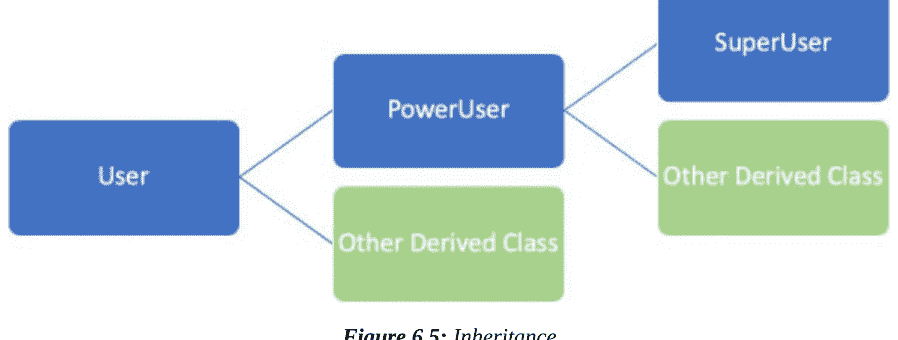 SuperUser
PowerUser
User
Other Derived Class
Other Derived Class
Figure 6.5: Inheritance